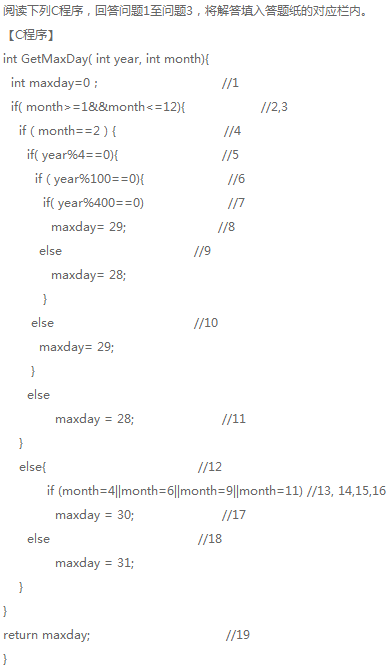 阅读下列C程序，回答问题1至问题3，将解答填入答题纸的对应栏内。
【C程序】
int GetMaxDay( int year, int month){
int maxday=0； //1
if( month>=1&&month<=12){ //2,3
if（month==2）{ //4
if( year%4==0){ //5
if（year%100==0){ //6
if( year%400==0) //7
maxday= 29; //8
else //9
maxday= 28;
}
else //10
maxday= 29;
}
else
maxday = 28; //11
}
else{ //12
if (month=4||month=6||month=9||month=11) //13, 14,15,16
maxday = 30; //17
else //18
maxday = 31;
}
}
return maxday; //19
}